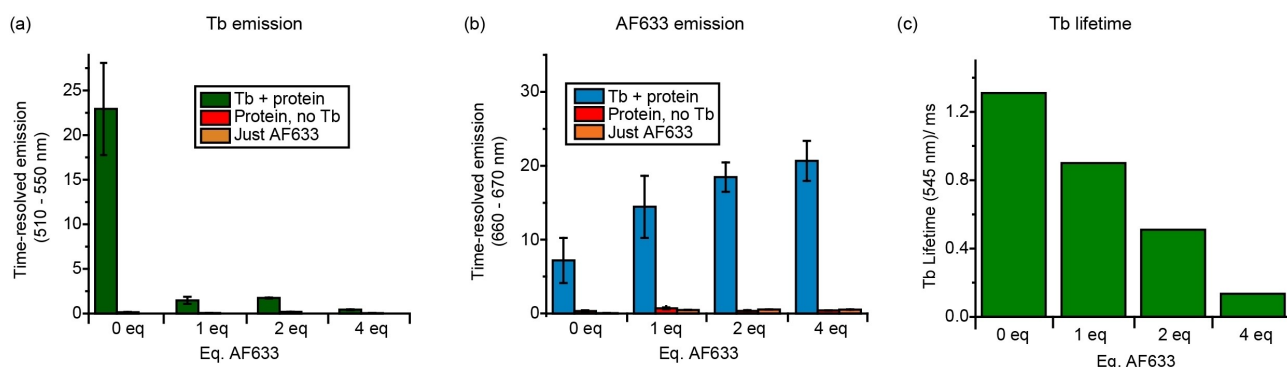 (a)
Tb emission
Time-resolved emission
(510 - 550 nm)
25
20
15
10
5
0
Tb + protein
Protein, no Tb
Just AF633
0 eq
1 eq
2 eq
4 eq
Eq. AF633
(b)
AF633 emission
Time-resolved emission
(660 - 670 nm)
30
20
10
0
Tb + protein
Protein, no Tb
Just AF633
0 eq
1 eq
2 eq
4 eq
Eq. AF633
(c)
Tb lifetime
Tb Lifetime (545 nm)/ ms
1.2
0.8
0.4
0.0
0 eq
1 eq
2 eq
4 eq
Eq. AF633